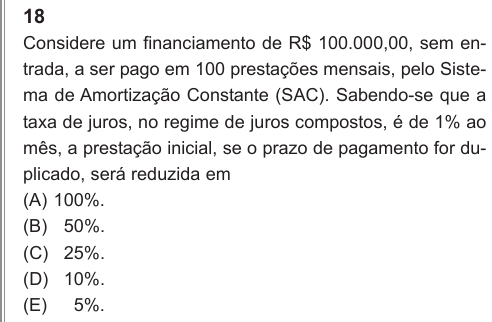 18
Considere um financiamento de R$ 100.000,00, sem en-
trada, a ser pago em 100 prestações mensais, pelo Siste-
ma de Amortização Constante (SAC). Sabendo-se que a
taxa de juros, no regime de juros compostos, é de 1% ao
mês, a prestação inicial, se o prazo de pagamento for du-
plicado, será reduzida em
(A) 100%.
(B) 50%.
(C) 25%.
(D) 10%.
(E) 5%.